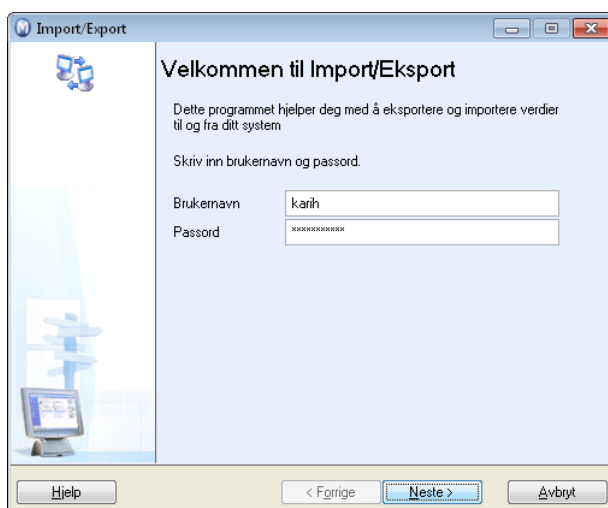 Import/Export
Velkommen til Import/Eksport
Dette programmet hjelper deg med å eksportere og importere verdier
til og fra ditt system
Skriv inn brukernavn og passord.
Brukernavn karih
Passord ***********
Hjelp < Forrige Neste > Avbryt